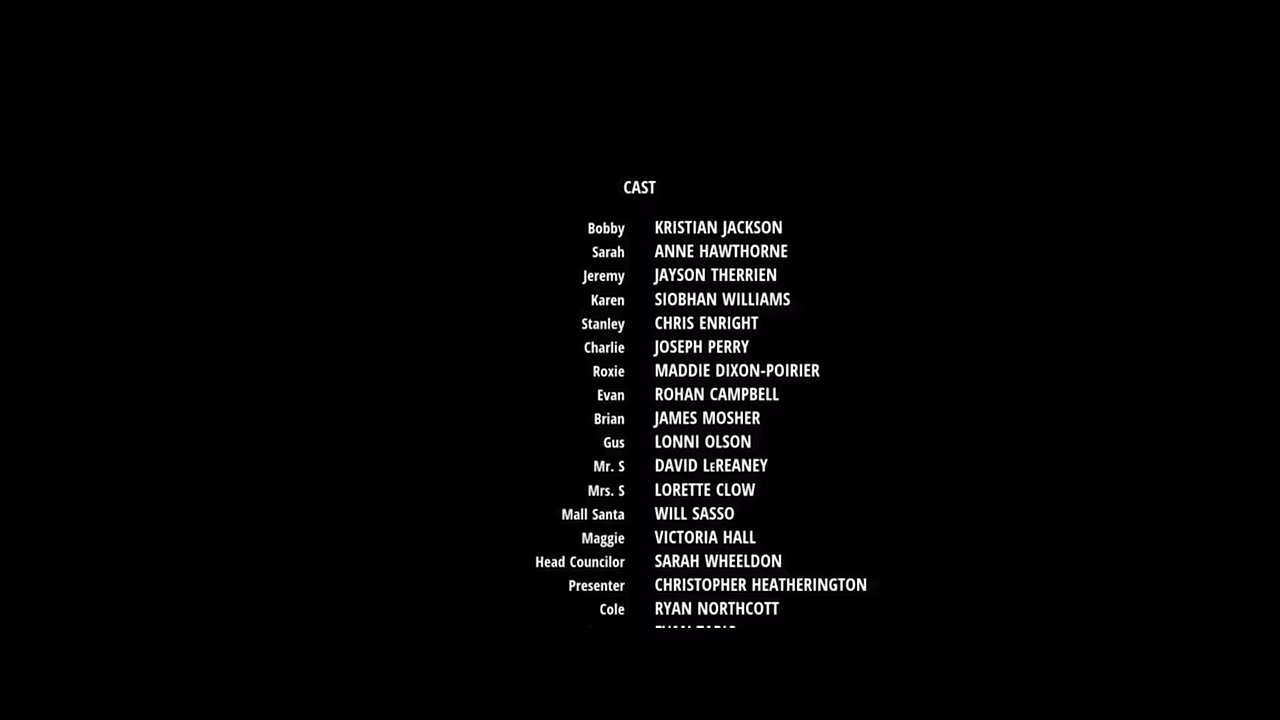 CAST
Bobby KRISTIAN JACKSON
Sarah ANNE HAWTHORNE
Jeremy JAYSON THERRIEN
Karen SIOBHAN WILLIAMS
Stanley CHRIS ENRIGHT
Charlie JOSEPH PERRY
Roxie MADDIE DIXON-POIRIER
Evan ROHAN CAMPBELL
Brian JAMES MOSHER
Gus LONNI OLSON
Mr. S DAVID LeREANEY
Mrs. S LORETTE CLOW
Mall Santa WILL SASSO
Maggie VICTORIA HALL
Head Councilor SARAH WHEELDON
Presenter CHRISTOPHER HEATHERINGTON
Cole RYAN NORTHCOTT